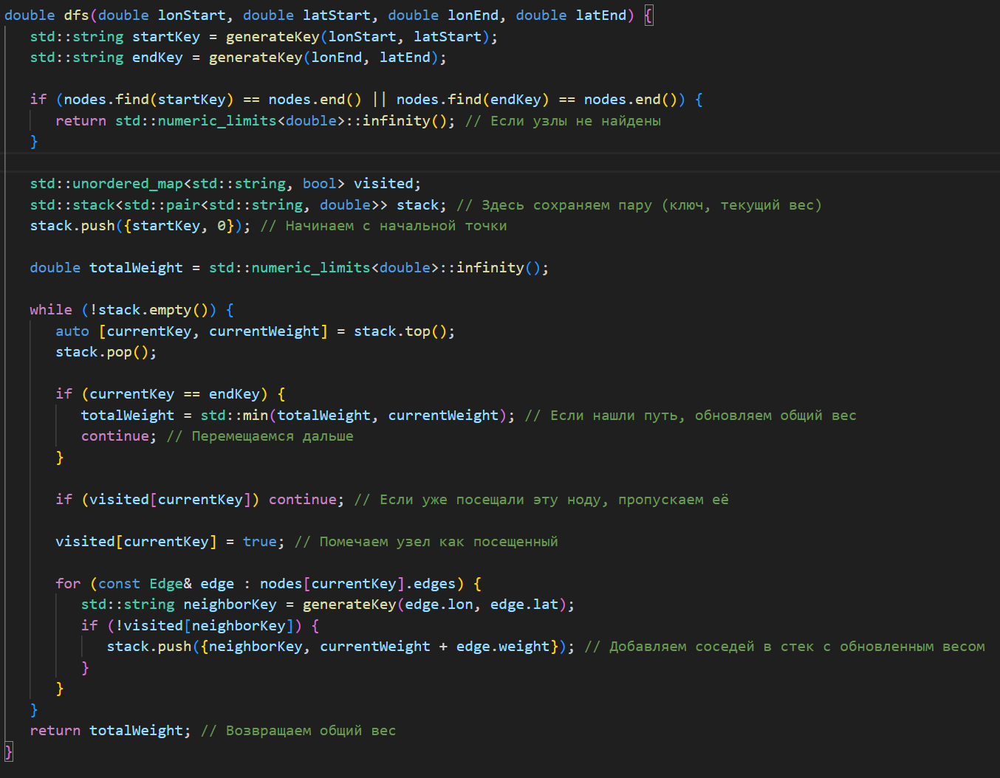 double dfs(double lonStart, double latStart, double lonEnd, double latEnd) {
std::string startKey = generateKey(lonStart, latStart);
std::string endKey = generateKey(lonEnd, latEnd);
if (nodes.find(startKey) == nodes.end() || nodes.find(endKey) == nodes.end()) {
return std::numeric_limits<double>::infinity(); // Если узлы не найдены
}
std::unordered_map<std::string, bool> visited;
std::stack<std::pair<std::string, double>> stack; // Здесь сохраняем пару (ключ, текущий вес)
stack.push({startKey, 0}); // Начинаем с начальной точки
double totalWeight = std::numeric_limits<double>::infinity();
while (!stack.empty()) {
auto [currentKey, currentWeight] = stack.top();
stack.pop();
if (currentKey == endKey) {
totalWeight = std::min(totalWeight, currentWeight); // Если нашли путь, обновляем общий вес
continue; // Перемещаемся дальше
}
if (visited[currentKey]) continue; // Если уже посещали эту ноду, пропускаем её
visited[currentKey] = true; // Помечаем узел как посещенный
for (const Edge& edge : nodes[currentKey].edges) {
std::string neighborKey = generateKey(edge.lon, edge.lat);
if (!visited[neighborKey]) {
stack.push({neighborKey, currentWeight + edge.weight}); // Добавляем соседей в стек с обновленным весом
}
}
}
return totalWeight; // Возвращаем общий вес
}